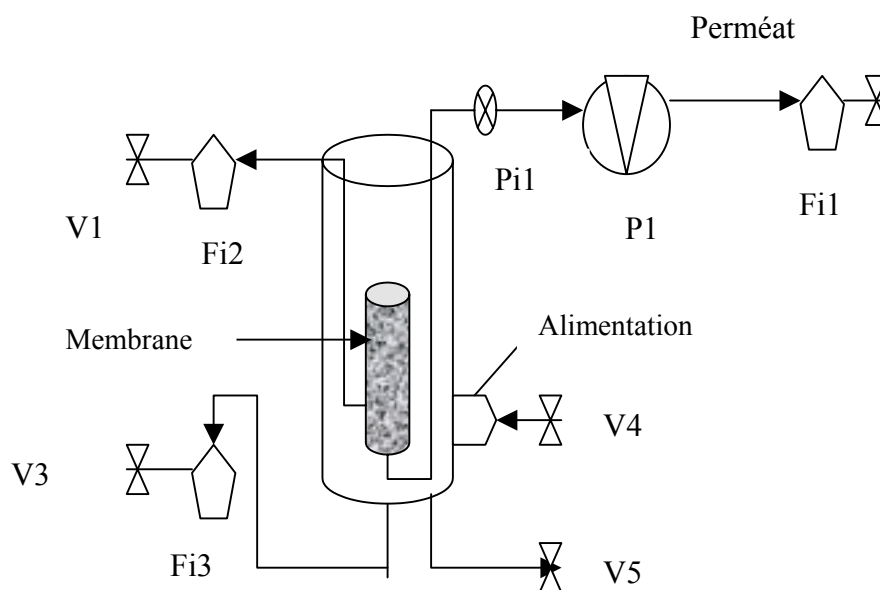 Perméat
Pi1
P1
Fi1
V1
Fi2
Membrane
Alimentation
V4
V3
Fi3
V5